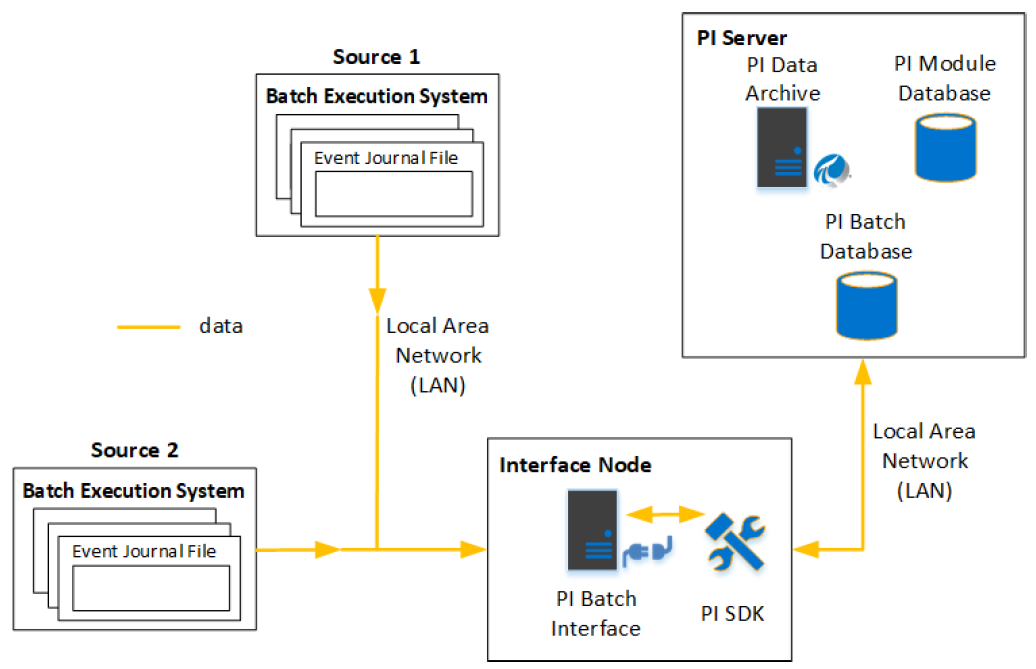 Source 1
Batch Execution System
Event Journal File
PI Server
PI Data
Archive
PI Module
Database
PI Batch
Database
data
Local Area
Network
(LAN)
Source 2
Batch Execution System
Event Journal File
Interface Node
PI Batch
Interface
PI SDK
Local Area
Network
(LAN)